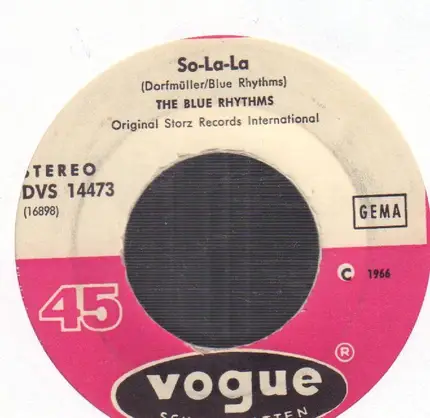 So-La-La
(Dorfmüller/Blue Rhythms)
THE BLUE RHYTHMS
Original Storz Records International
STEREO
DVS 14473
(16898)
GEMA
C 1966
45
®
vogue